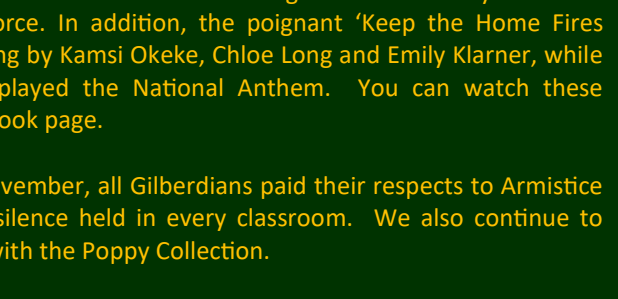 orce. In addition, the poignant ‘Keep the Home Fires
ng by Kamsi Okeke, Chloe Long and Emily Klarner, while
played the National Anthem. You can watch these
ook page.
vember, all Gilberdians paid their respects to Armistice
silence held in every classroom. We also continue to
with the Poppy Collection.